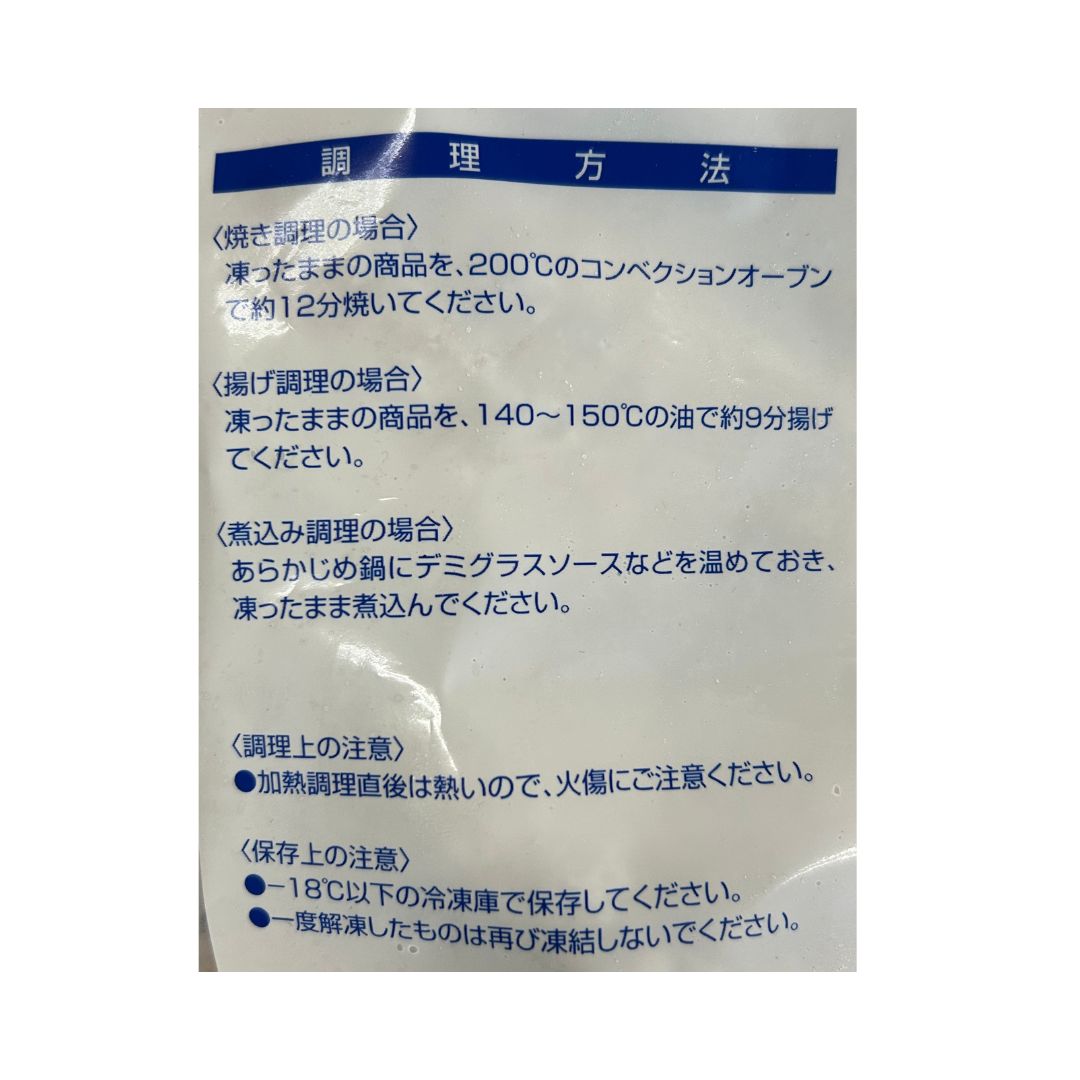 調理方法
〈焼き調理の場合〉
凍ったままの商品を、200℃のコンベクションオーブン
で約12分焼いてください。
〈揚げ調理の場合〉
凍ったままの商品を、140～150℃の油で約9分揚げ
てください。
〈煮込み調理の場合〉
あらかじめ鍋にデミグラスソースなどを温めておき、
凍ったまま煮込んでください。
〈調理上の注意〉
●加熱調理直後は熱いので、火傷にご注意ください。
〈保存上の注意〉
●－18℃以下の冷凍庫で保存してください。
●一度解凍したものは再び凍結しないでください。